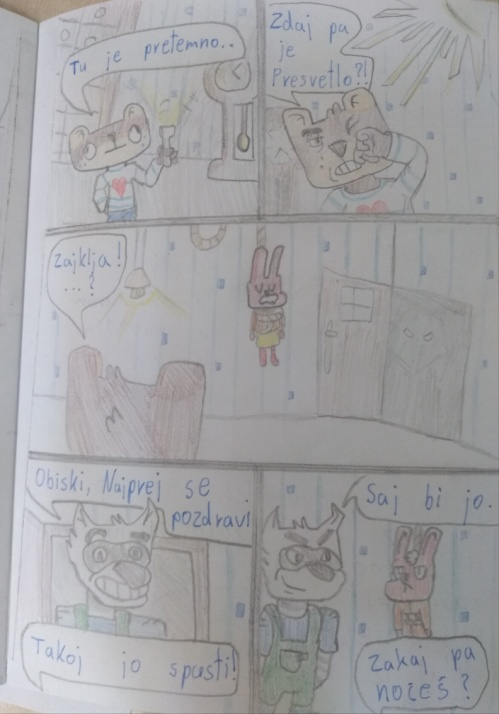 Tu je pretemno..
Zdaj pa
je
Presvetlo?!
Zajklja!
...?
Obiski, Najprej se
pozdravi
Takoj jo spusti!
Saj bi jo.
Zakaj pa
nočeš?